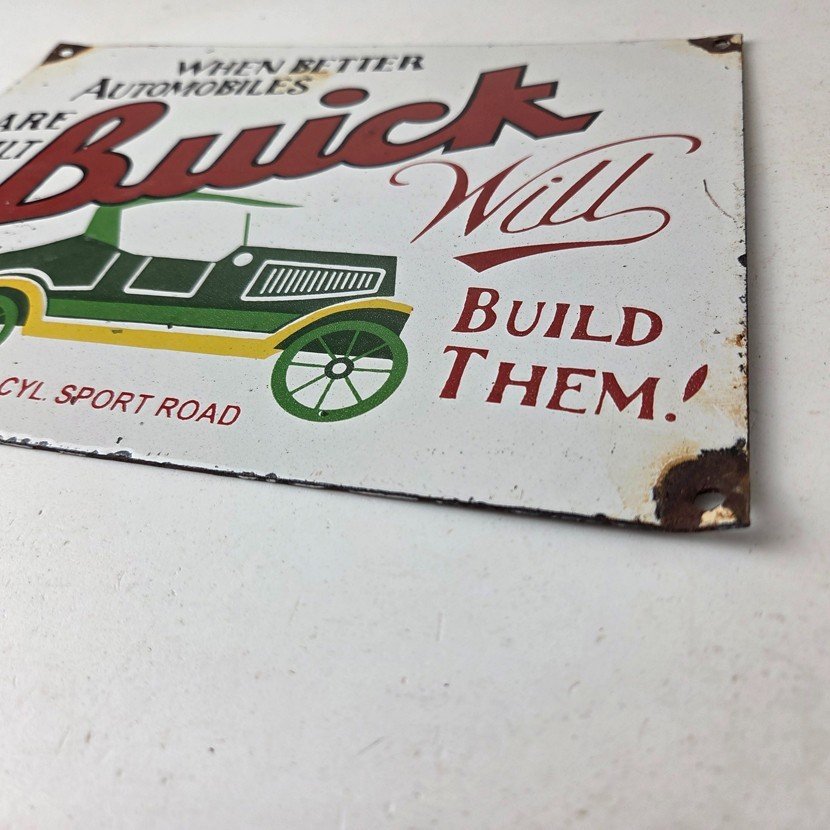 WHEN BETTER
AUTOMOBILES
ARE
Buick
Will
BUILD
THEM!
CYL. SPORT ROAD